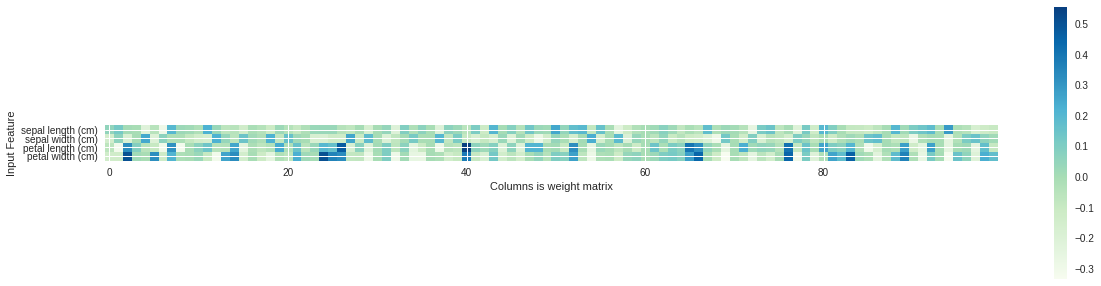 Input Feature
sepal length (cm)
sepal width (cm)
petal length (cm)
petal width (cm)
0 20 40 60 80
Columns is weight matrix
0.5
0.4
0.3
0.2
0.1
0.0
−0.1
−0.2
−0.3